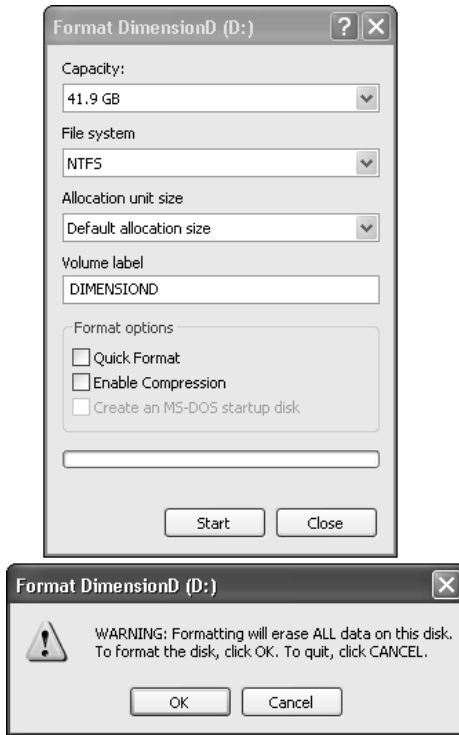 Format DimensionD (D:)
Capacity:
41.9 GB
File system
NTFS
Allocation unit size
Default allocation size
Volume label
DIMENSIOND
Format options
Quick Format
Enable Compression
Create an MS-DOS startup disk
Start Close
Format DimensionD (D:)
WARNING: Formatting will erase ALL data on this disk.
To format the disk, click OK. To quit, click CANCEL.
OK Cancel